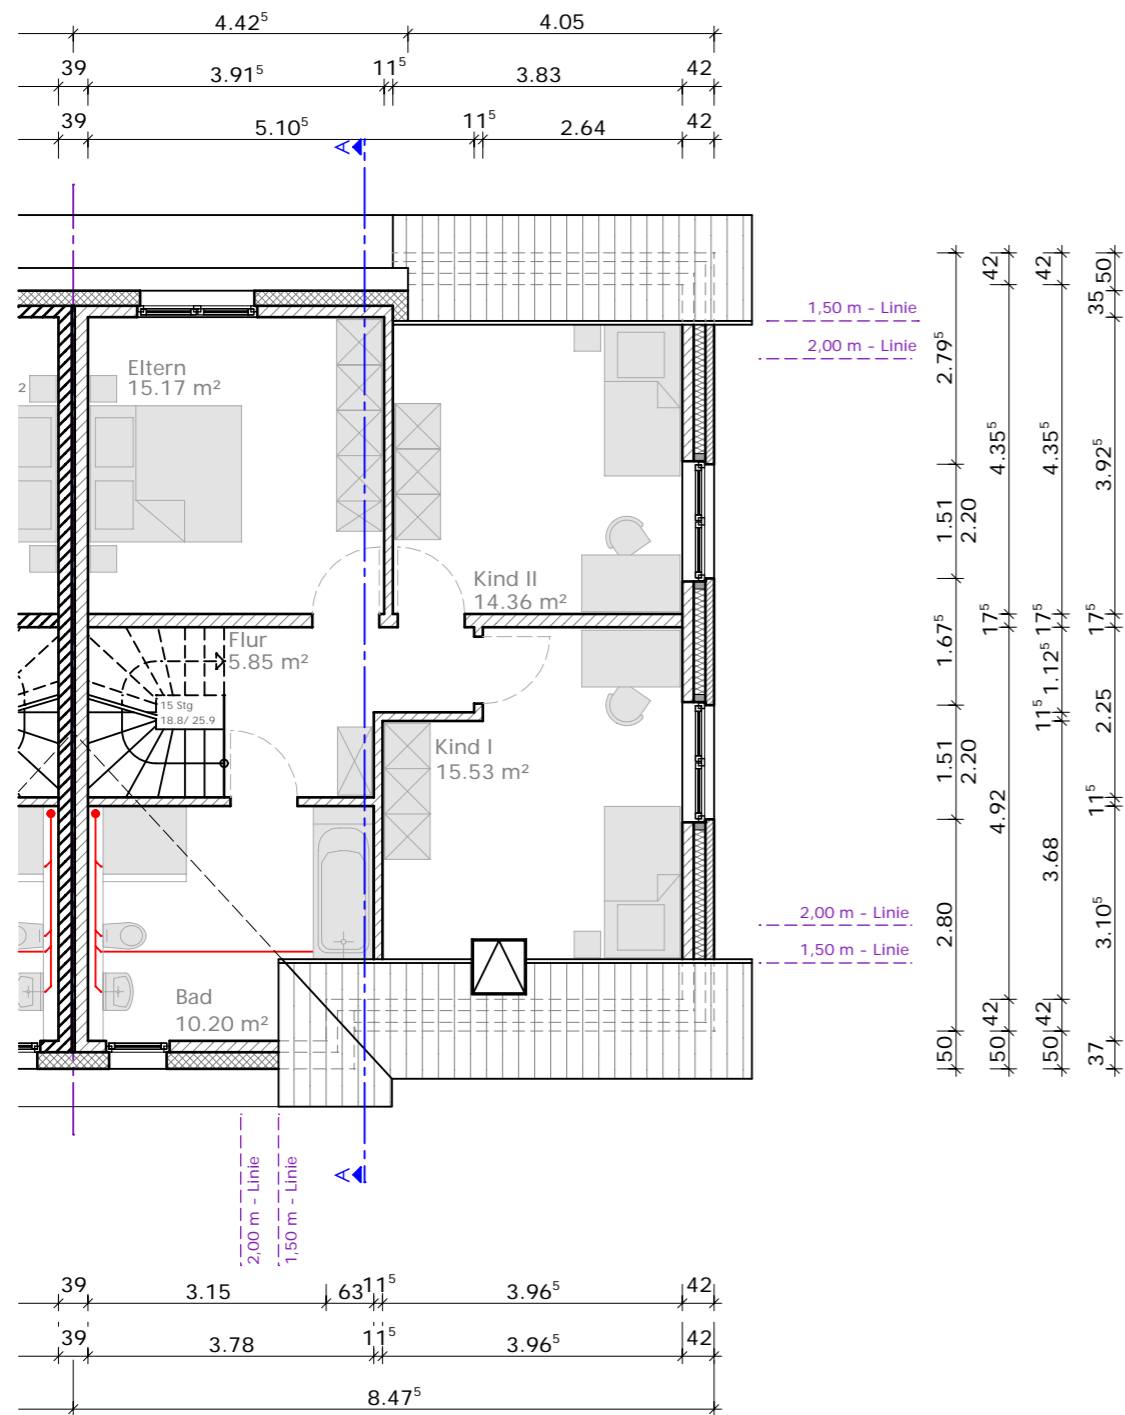 4.42⁵ 4.05
39 3.91⁵ 11⁵ 3.83 42
39 5.10⁵ 11⁵ 2.64 42
A
1,50 m - Linie
2,00 m - Linie
Eltern
15.17 m²
2
Kind II
14.36 m²
Flur
5.85 m²
15 Stg
18.8/ 25.9
Kind I
15.53 m²
Bad
10.20 m²
2,00 m - Linie
1,50 m - Linie
A
2,00 m - Linie
1,50 m - Linie
2.79⁵
1.51
2.20
1.67⁵
1.51
2.20
2.80
50
42
4.35⁵
17⁵
4.92
42
50
42
4.35⁵
17⁵
1.12⁵
11⁵
3.68
42
50
50
35
3.92⁵
17⁵
2.25
11⁵
3.10⁵
37
39 3.15 63 11⁵ 3.96⁵ 42
39 3.78 11⁵ 3.96⁵ 42
8.47⁵